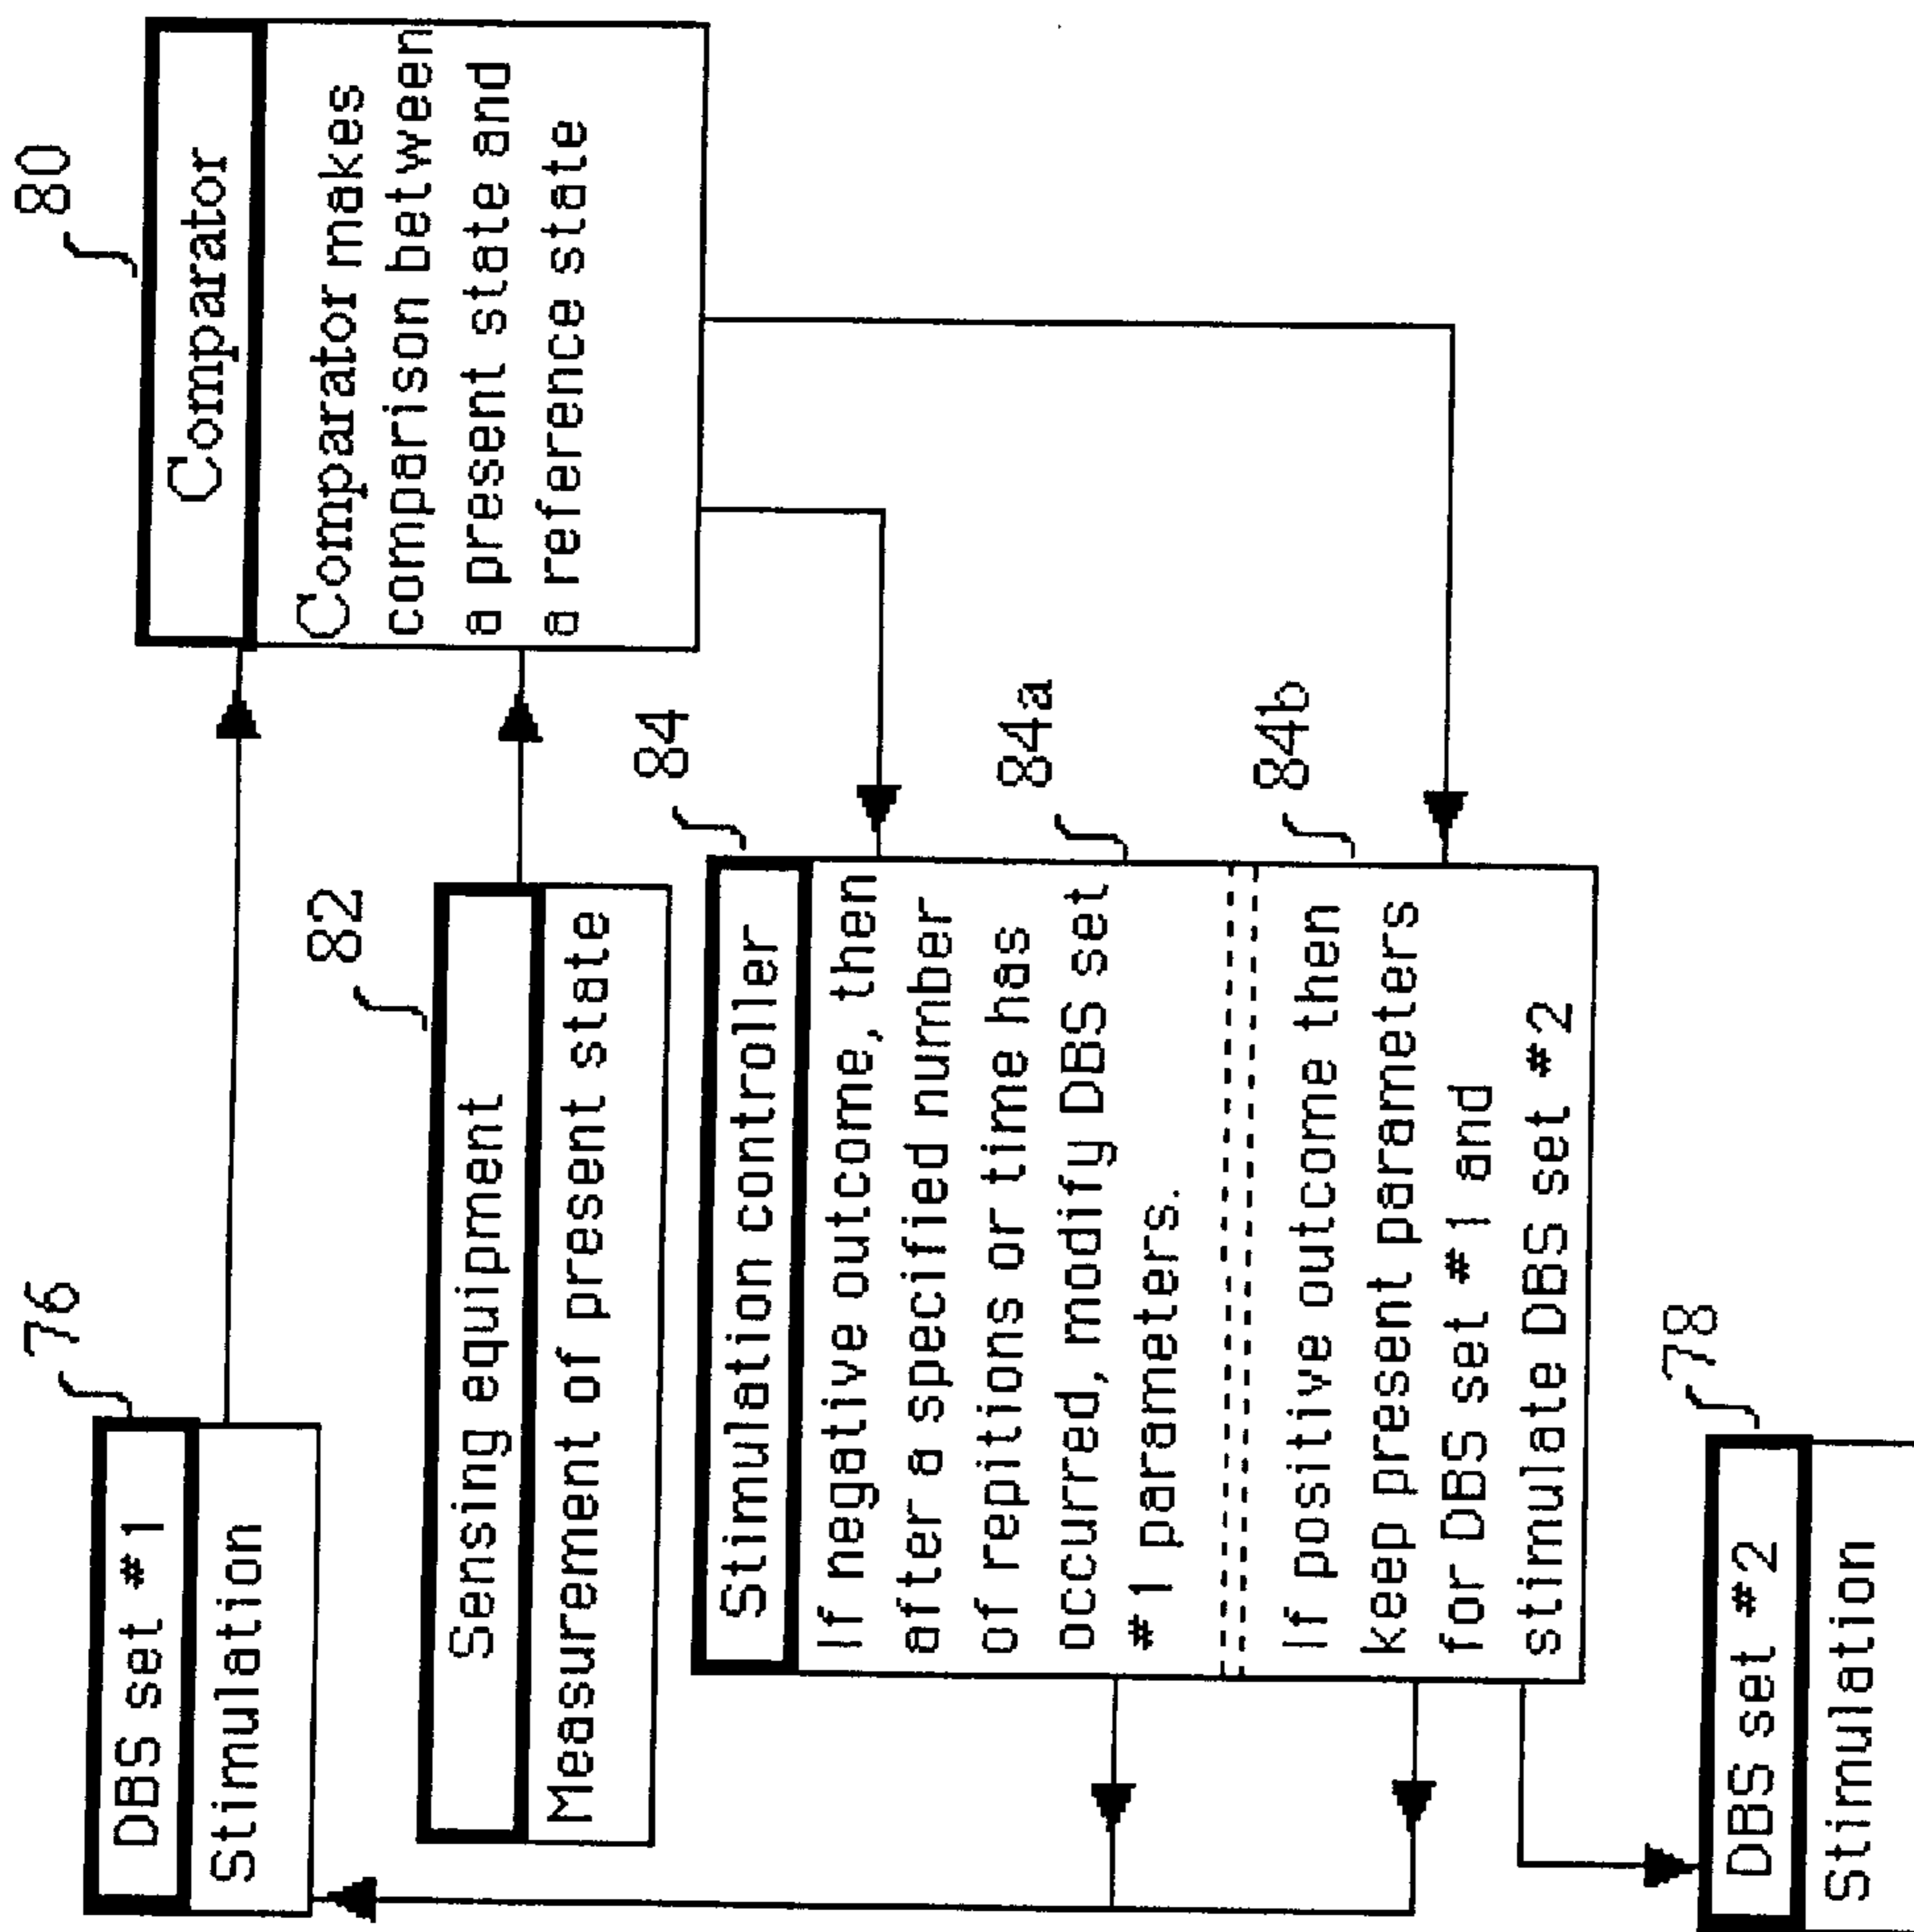 76
DBS set #1
Stimulation
80
Comparator
Comparator makes
comparison between
a present state and
a reference state
82
Sensing equipment
Measurement of present state
84
Stimulation controller
84a
If negative outcome, then
after a specified number
of repitions or time has
occurred, modify DBS set
#1 parameters.
84b
If positive outcome then
keep present parameters
for DBS set #1 and
stimulate DBS set #2
78
DBS set #2
Stimulation